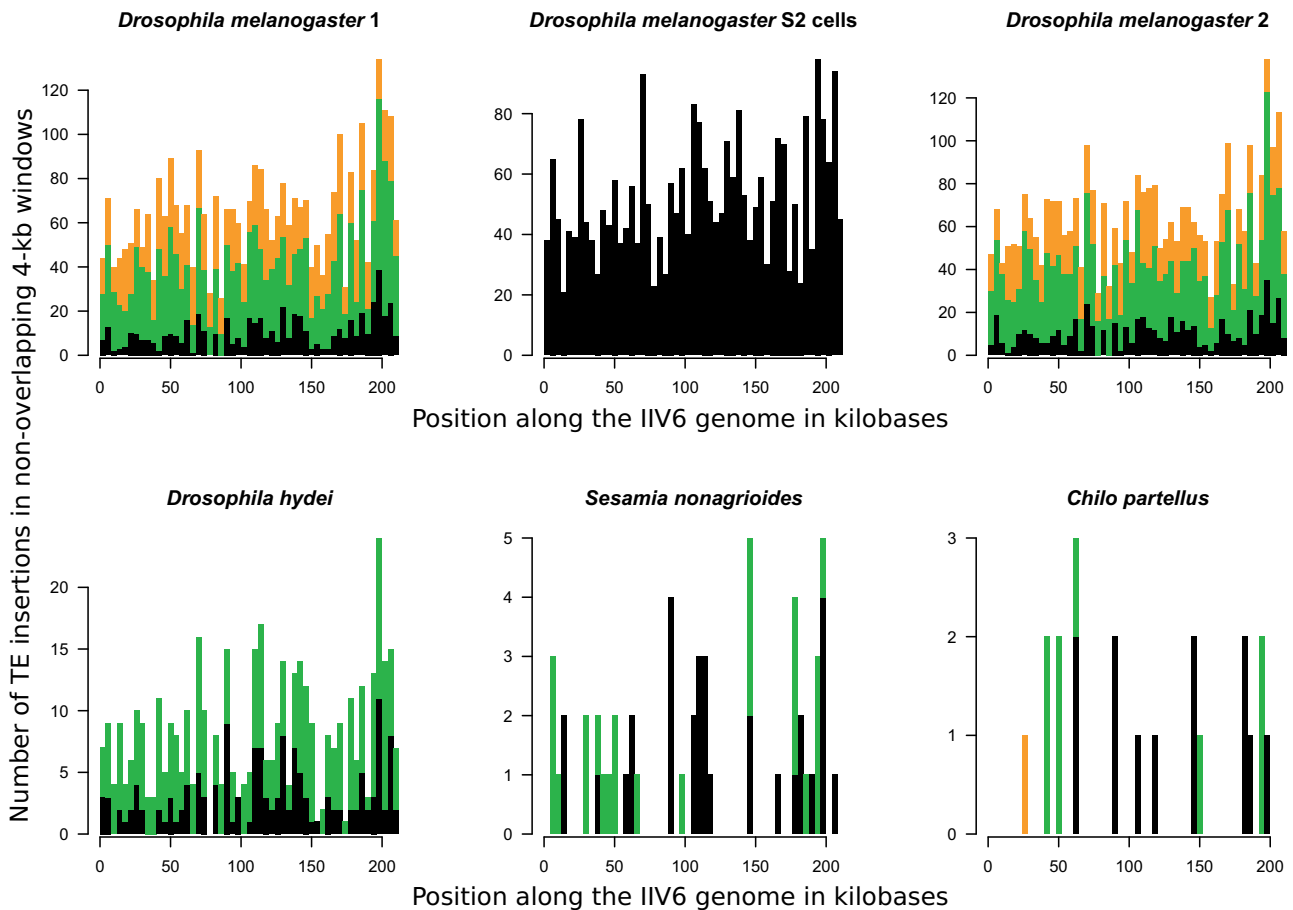 Drosophila melanogaster 1
Drosophila melanogaster S2 cells
Drosophila melanogaster 2
Number of TE insertions in non-overlapping 4-kb windows
120
100
80
60
40
20
0
0 50 100 150 200
80
60
40
20
0
0 50 100 150 200
120
100
80
60
40
20
0
0 50 100 150 200
Position along the IIV6 genome in kilobases
Drosophila hydei
Sesamia nonagrioides
Chilo partellus
20
15
10
5
0
0 50 100 150 200
5
4
3
2
1
0
0 50 100 150 200
3
2
1
0
0 50 100 150 200
Position along the IIV6 genome in kilobases